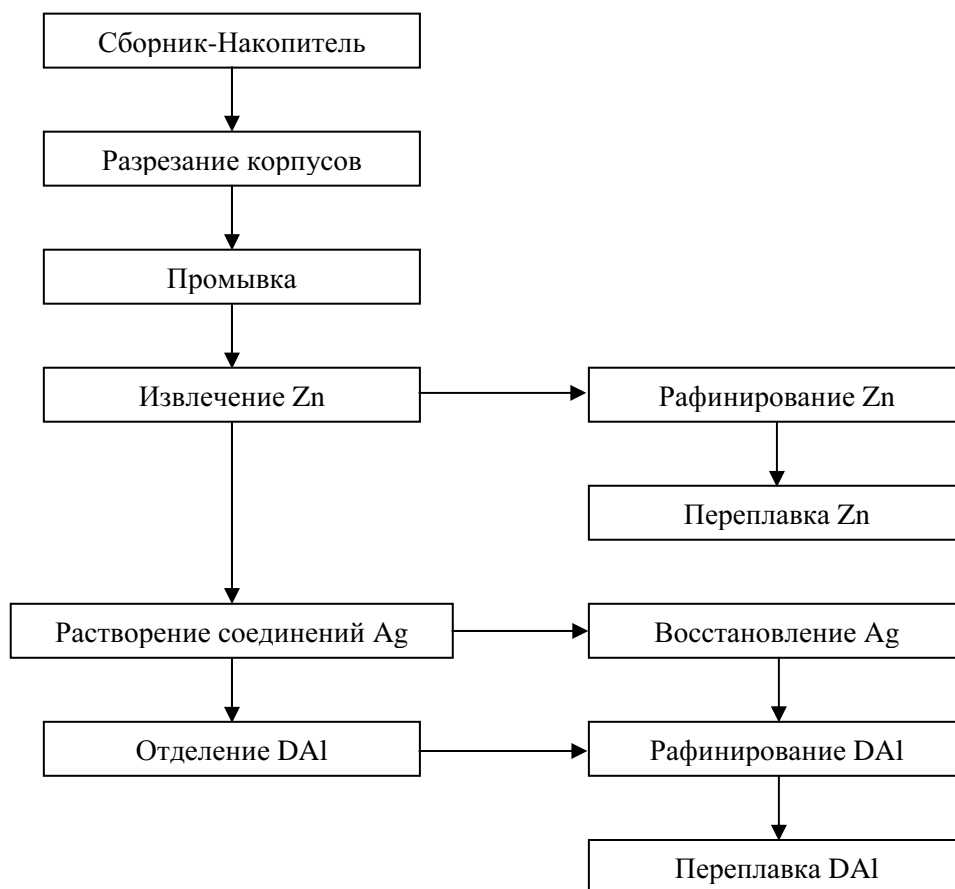 Сборник-Накопитель
Разрезание корпусов
Промывка
Извлечение Zn
Рафинирование Zn
Переплавка Zn
Растворение соединений Ag
Восстановление Ag
Отделение DAl
Рафинирование DAl
Переплавка DAl